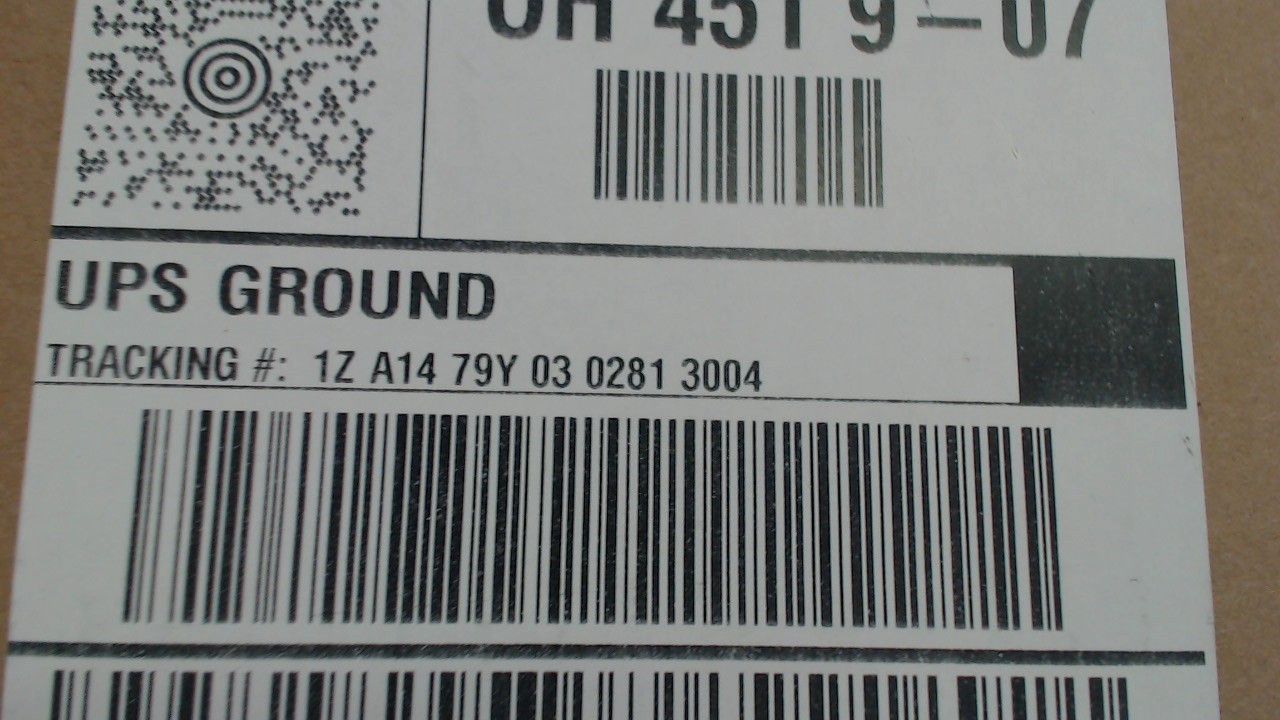 OH 451 9-07
UPS GROUND
TRACKING #: 1Z A14 79Y 03 0281 3004